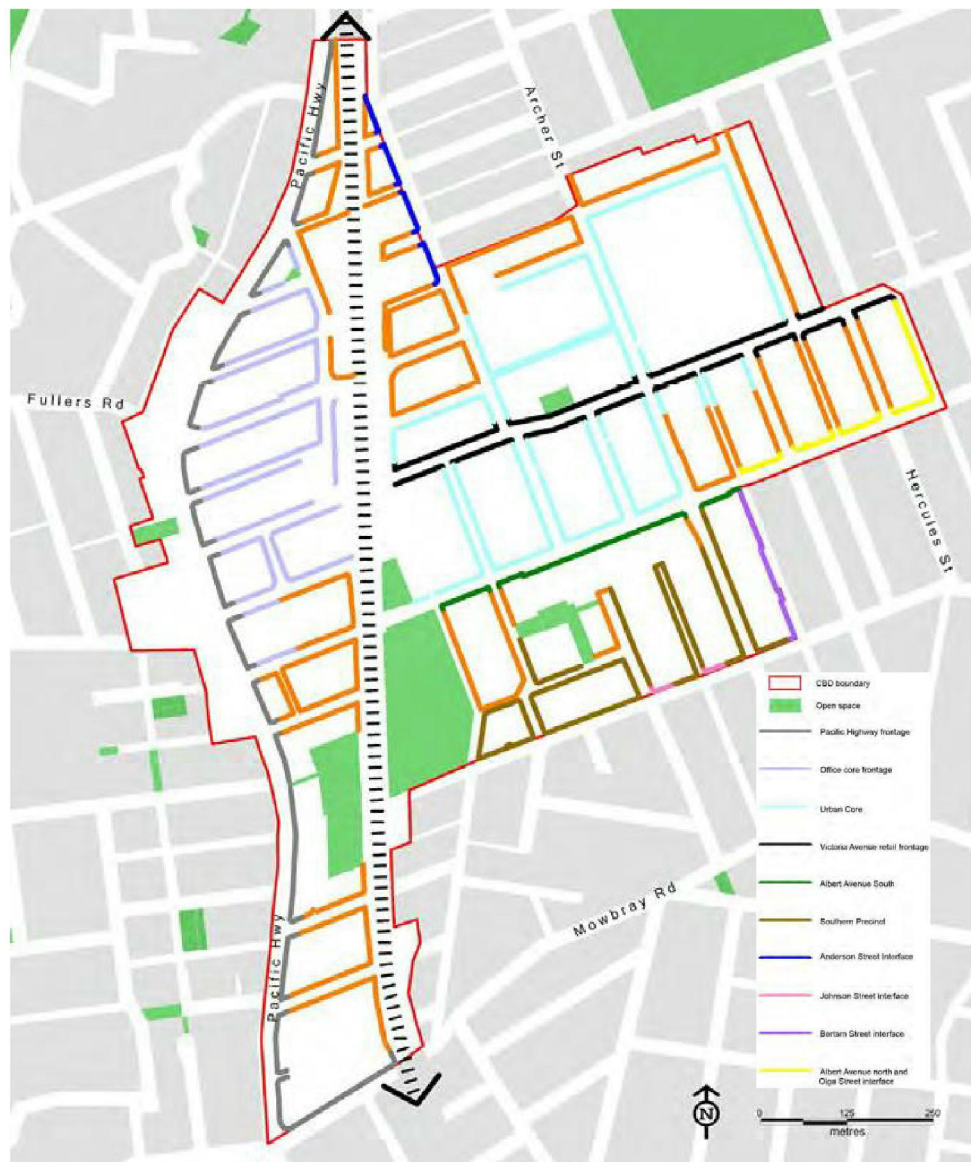 Pacific Hwy
Archer St
Fullers Rd
Hercules St
Mowbray Rd
Pacific Hwy
CBD boundary
Open space
Pacific Highway frontage
Office core frontage
Urban Core
Victoria Avenue retail frontage
Albert Avenue South
Southern Precinct
Anderson Street Interface
Johnson Street interface
Bertram Street interface
Albert Avenue north and
Olga Street interface
N
0 125 250
metres